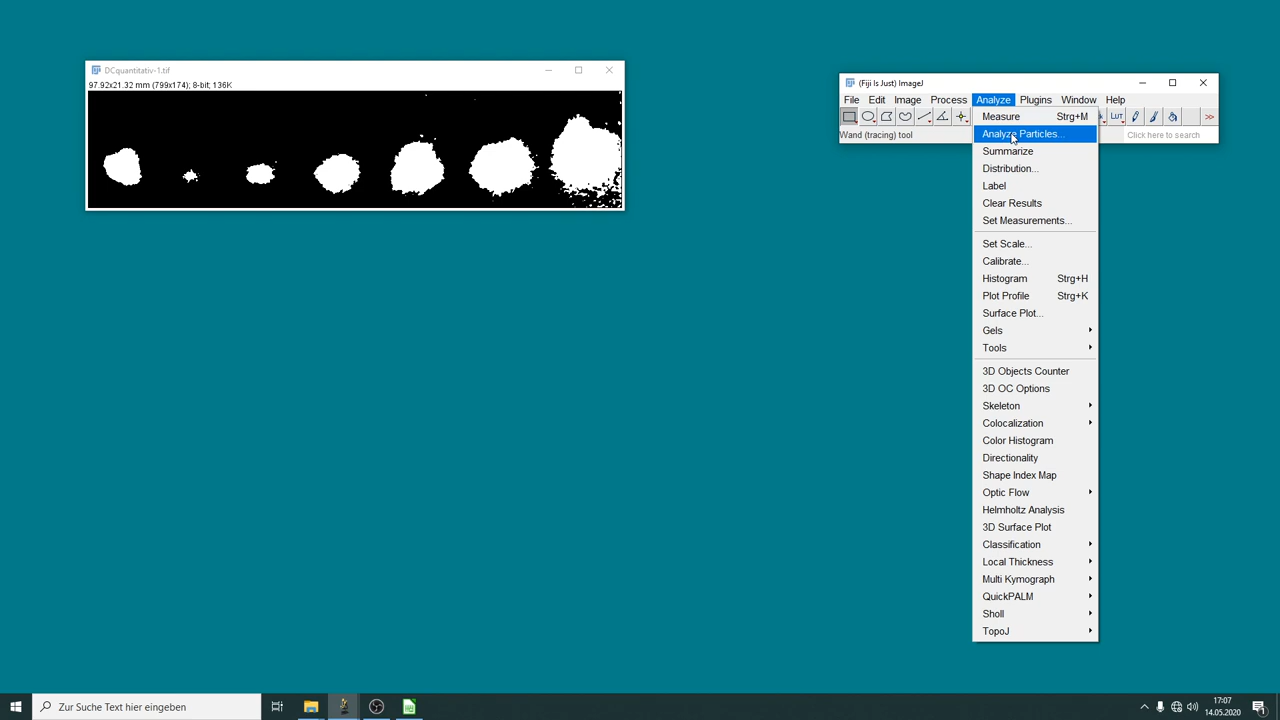 DCquantitativ-1.tif
97.92x21.32 mm (799x174); 8-bit; 136K
(Fiji Is Just) ImageJ
File Edit Image Process Analyze Plugins Window Help
LUT
>>
Wand (tracing) tool
Click here to search
Measure Strg+M
Analyze Particles...
Summarize
Distribution...
Label
Clear Results
Set Measurements...
Set Scale...
Calibrate...
Histogram Strg+H
Plot Profile Strg+K
Surface Plot...
Gels
Tools
3D Objects Counter
3D OC Options
Skeleton
Colocalization
Color Histogram
Directionality
Shape Index Map
Optic Flow
Helmholtz Analysis
3D Surface Plot
Classification
Local Thickness
Multi Kymograph
QuickPALM
Sholl
TopoJ
Zur Suche Text hier eingeben
17:07
14.05.2020
1